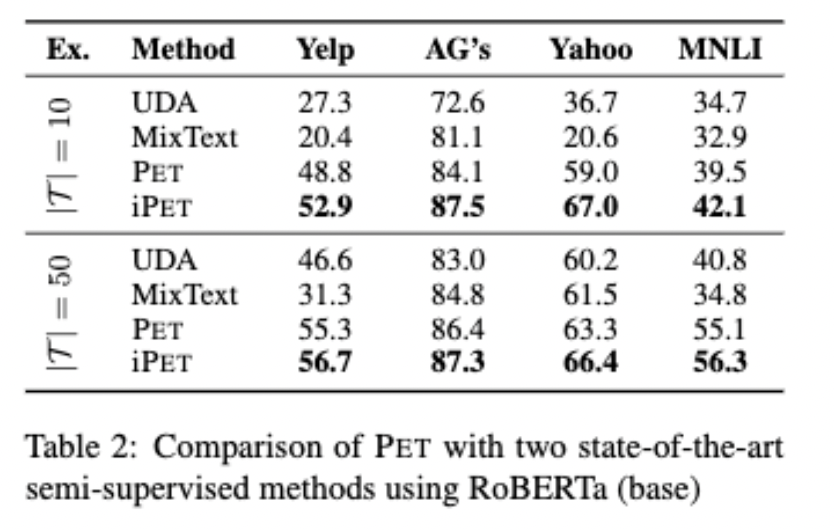 Ex. Method Yelp AG's Yahoo MNLI
|𝒯| = 10
UDA 27.3 72.6 36.7 34.7
MixText 20.4 81.1 20.6 32.9
PET 48.8 84.1 59.0 39.5
iPET 52.9 87.5 67.0 42.1
|𝒯| = 50
UDA 46.6 83.0 60.2 40.8
MixText 31.3 84.8 61.5 34.8
PET 55.3 86.4 63.3 55.1
iPET 56.7 87.3 66.4 56.3
Table 2: Comparison of PET with two state-of-the-art
semi-supervised methods using RoBERTa (base)